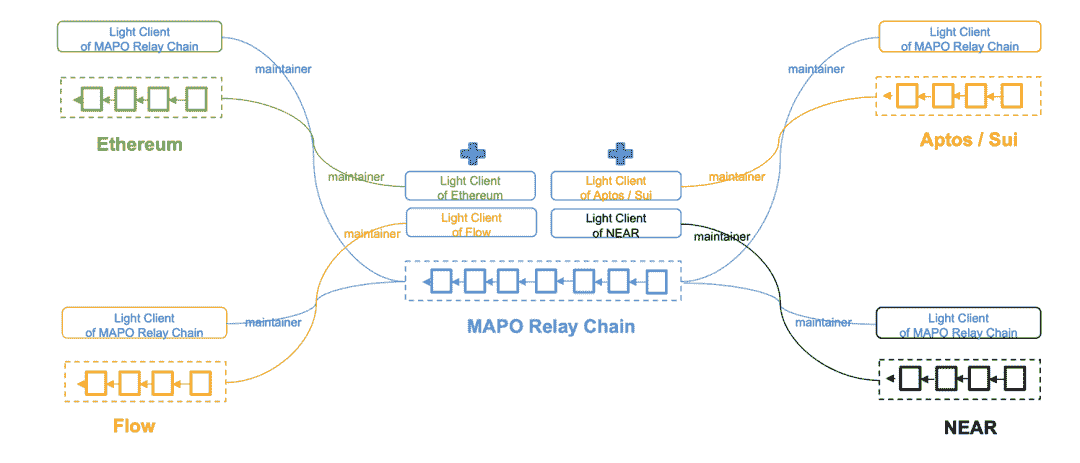 Light Client
of MAPO Relay Chain
maintainer
Ethereum
Light Client
of MAPO Relay Chain
maintainer
Aptos / Sui
maintainer
Light Client
of Ethereum
Light Client
of Aptos / Sui
maintainer
maintainer
Light Client
of Flow
Light Client
of NEAR
maintainer
MAPO Relay Chain
Light Client
of MAPO Relay Chain
maintainer
Flow
maintainer
Light Client
of MAPO Relay Chain
NEAR